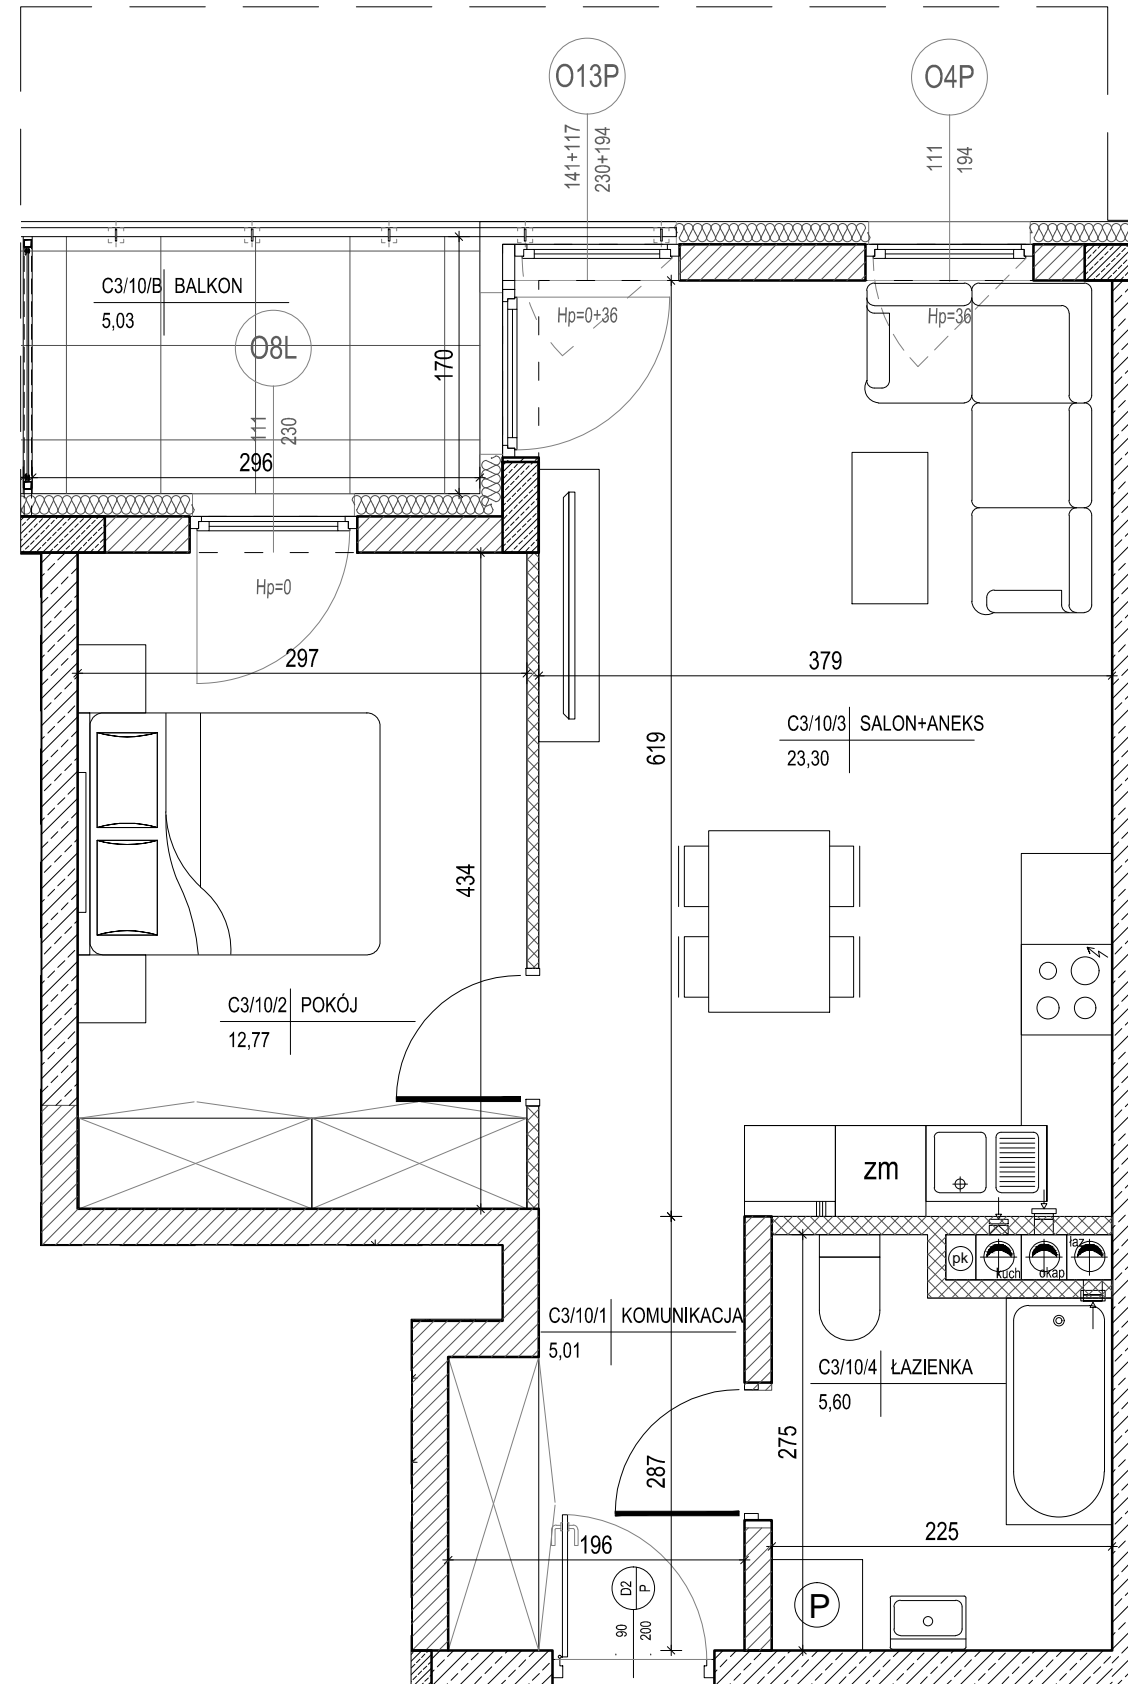 O13P
O4P
141+117
230+194
111
194
C3/10/B BALKON
5,03
O8L
111
230
170
296
Hp=0+36
Hp=36
Hp=0
297
379
C3/10/3 SALON+ANEKS
23,30
619
434
C3/10/2 POKÓJ
12,77
zm
pk
kuch
okap
łaz
C3/10/1 KOMUNIKACJA
5,01
C3/10/4 ŁAZIENKA
5,60
275
287
225
196
D2
P
90
200
P